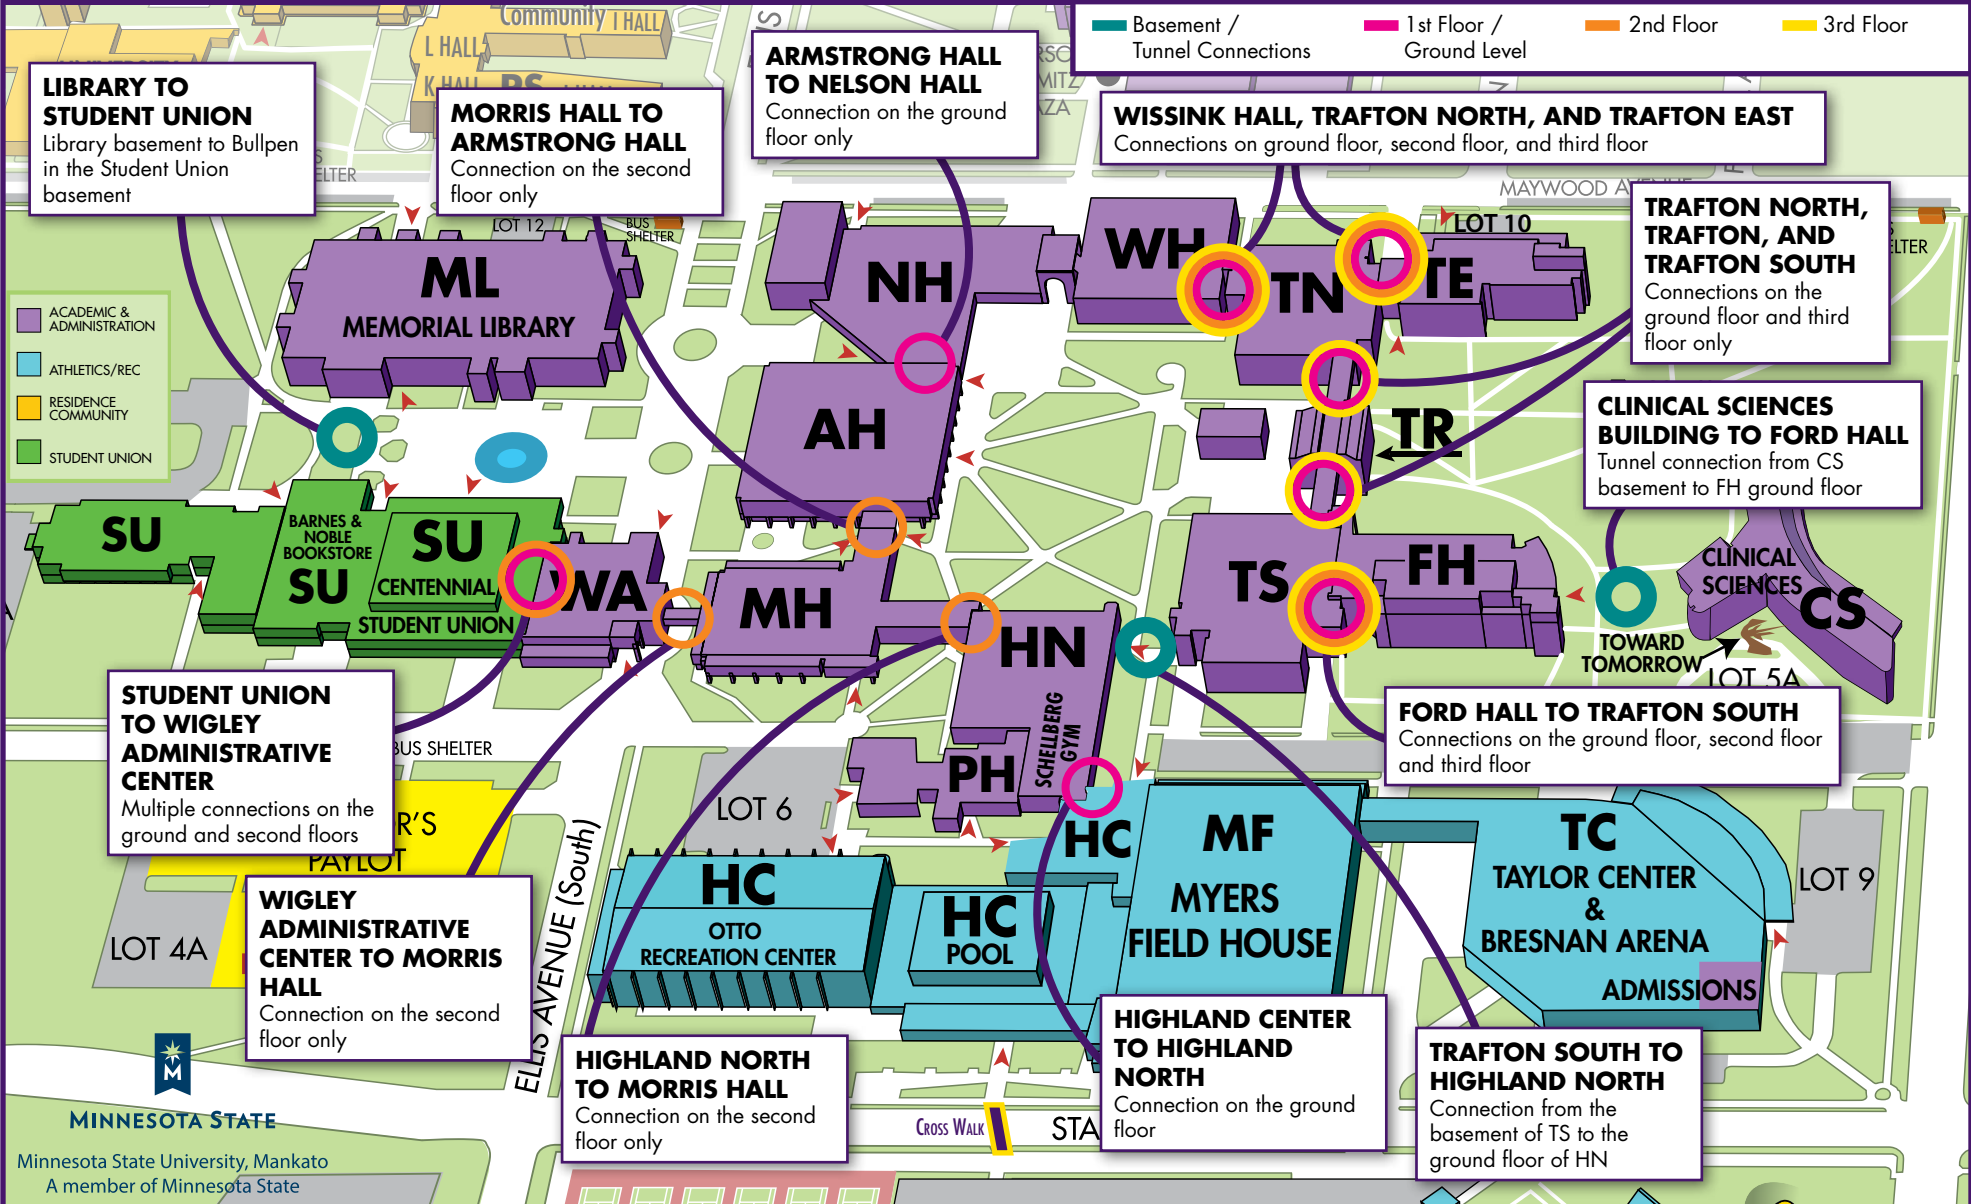 Basement /
Tunnel Connections
1st Floor /
Ground Level
2nd Floor
3rd Floor
Community
I HALL
L HALL
K HALL
LIBRARY TO
STUDENT UNION
Library basement to Bullpen
in the Student Union
basement
MORRIS HALL TO
ARMSTRONG HALL
Connection on the second
floor only
ARMSTRONG HALL
TO NELSON HALL
Connection on the ground
floor only
WISSINK HALL, TRAFTON NORTH, AND TRAFTON EAST
Connections on ground floor, second floor, and third floor
MAYWOOD AVENUE
TRAFTON NORTH,
TRAFTON, AND
TRAFTON SOUTH
Connections on the
ground floor and third
floor only
LOT 12
BUS
SHELTER
LOT 10
ML
MEMORIAL LIBRARY
NH
WH
TN
TE
ACADEMIC &
ADMINISTRATION
ATHLETICS/REC
RESIDENCE
COMMUNITY
STUDENT UNION
AH
TR
CLINICAL SCIENCES
BUILDING TO FORD HALL
Tunnel connection from CS
basement to FH ground floor
SU
BARNES &
NOBLE
BOOKSTORE
SU
SU
CENTENNIAL
STUDENT UNION
WA
MH
HN
SCHELLBERG
GYM
TS
FH
CLINICAL
SCIENCES
CS
TOWARD
TOMORROW
LOT 5A
STUDENT UNION
TO WIGLEY
ADMINISTRATIVE
CENTER
Multiple connections on the
ground and second floors
BUS SHELTER
FORD HALL TO TRAFTON SOUTH
Connections on the ground floor, second floor
and third floor
PH
LOT 6
R'S
PAYLOT
LOT 4A
ELLIS AVENUE (South)
HC
OTTO
RECREATION CENTER
HC
POOL
HC
MF
MYERS
FIELD HOUSE
TC
TAYLOR CENTER
&
BRESNAN ARENA
ADMISSIONS
LOT 9
WIGLEY
ADMINISTRATIVE
CENTER TO MORRIS
HALL
Connection on the second
floor only
HIGHLAND NORTH
TO MORRIS HALL
Connection on the second
floor only
HIGHLAND CENTER
TO HIGHLAND
NORTH
Connection on the ground
floor
TRAFTON SOUTH TO
HIGHLAND NORTH
Connection from the
basement of TS to the
ground floor of HN
CROSS WALK
STA
M
MINNESOTA STATE
Minnesota State University, Mankato
A member of Minnesota State